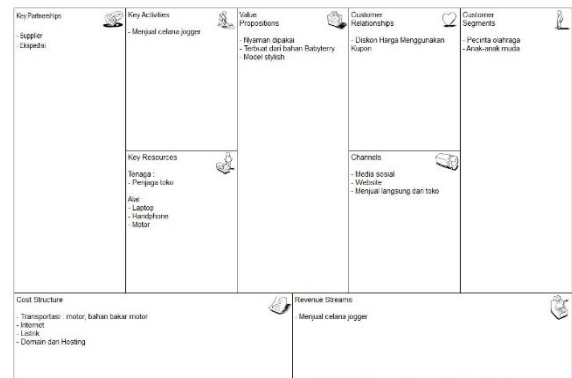 Key Partneeships
- Supplier
- Ekspedisi
Key Activities
- Menjual celana jogger
Value
Propositions
- Nyaman dipakai
- Terbuat dari bahan Babyterry
- Model stylish
Customer
Relationships
- Diskon Harga Menggunakan
Kupon
Customer
Segments
- Pecinta olahraga
- Anak-anak muda
Key Resources
Tenaga :
- Penjaga toko
Alat :
- Laptop
- Handphone
- Motor
Channels
- Media sosial
- Website
- Menjual langsung dan toko
Cost Structure
- Transportasi : motor, bahan bakar motor
- Internet
- Listrik
- Domain dan Hosting
Revenue Streams
- Menjual celana jogger